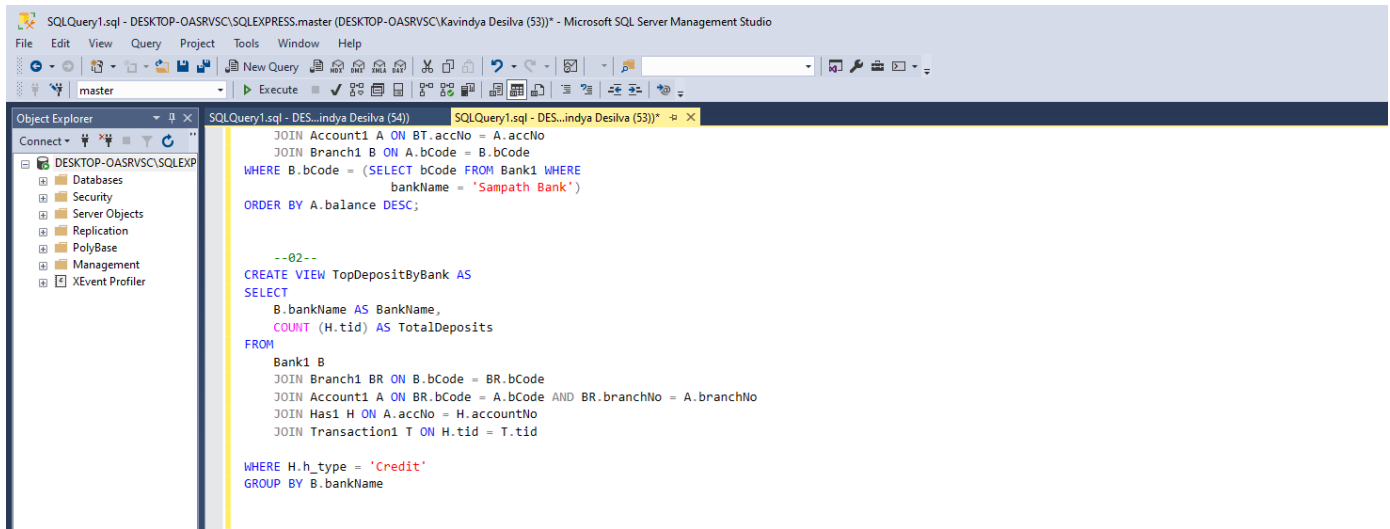 SQLQuery1.sql - DESKTOP-OASRVSC\SQLEXPRESS.master (DESKTOP-OASRVSC\Kavindya Desilva (53))* - Microsoft SQL Server Management Studio
File Edit View Query Project Tools Window Help
New Query MDX DMX XMLA DAX
master Execute
Object Explorer
SQLQuery1.sql - DES...indya Desilva (54)) SQLQuery1.sql - DES...indya Desilva (53))*
Connect
DESKTOP-OASRVSC\SQLEXP
Databases
Security
Server Objects
Replication
PolyBase
Management
XEvent Profiler
JOIN Account1 A ON BT.accNo = A.accNo
JOIN Branch1 B ON A.bCode = B.bCode
WHERE B.bCode = (SELECT bCode FROM Bank1 WHERE
bankName = 'Sampath Bank')
ORDER BY A.balance DESC;
--02--
CREATE VIEW TopDepositByBank AS
SELECT
B.bankName AS BankName,
COUNT (H.tid) AS TotalDeposits
FROM
Bank1 B
JOIN Branch1 BR ON B.bCode = BR.bCode
JOIN Account1 A ON BR.bCode = A.bCode AND BR.branchNo = A.branchNo
JOIN Has1 H ON A.accNo = H.accountNo
JOIN Transaction1 T ON H.tid = T.tid
WHERE H.h_type = 'Credit'
GROUP BY B.bankName